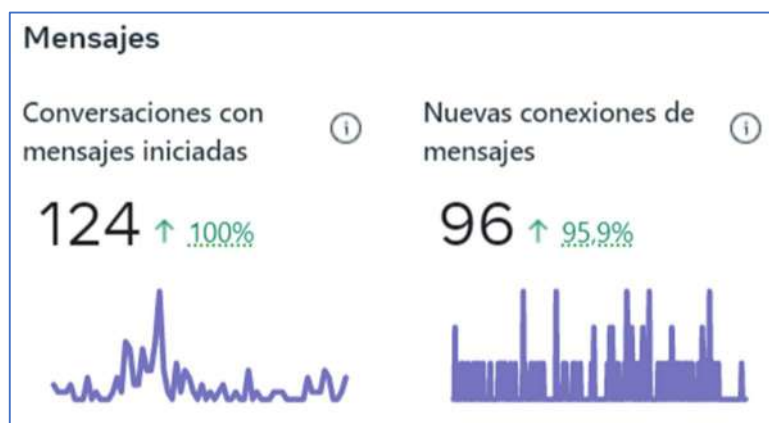 Mensajes
Conversaciones con
mensajes iniciadas
124 ↑ 100%
Nuevas conexiones de
mensajes
96 ↑ 95,9%